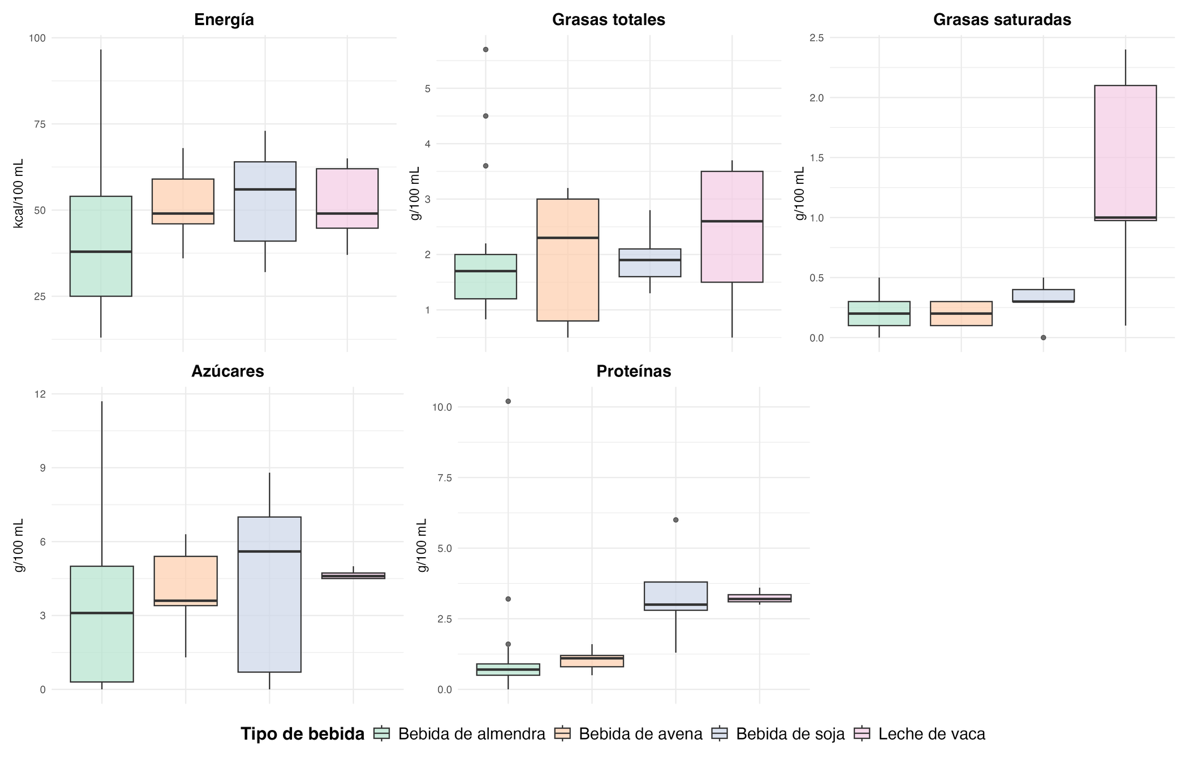 Energía
Grasas totales
Grasas saturadas
kcal/100 mL
100
75
50
25
g/100 mL
5
4
3
2
1
g/100 mL
2.5
2.0
1.5
1.0
0.5
0.0
Azúcares
Proteínas
g/100 mL
12
9
6
3
0
g/100 mL
10.0
7.5
5.0
2.5
0.0
Tipo de bebida Bebida de almendra Bebida de avena Bebida de soja Leche de vaca